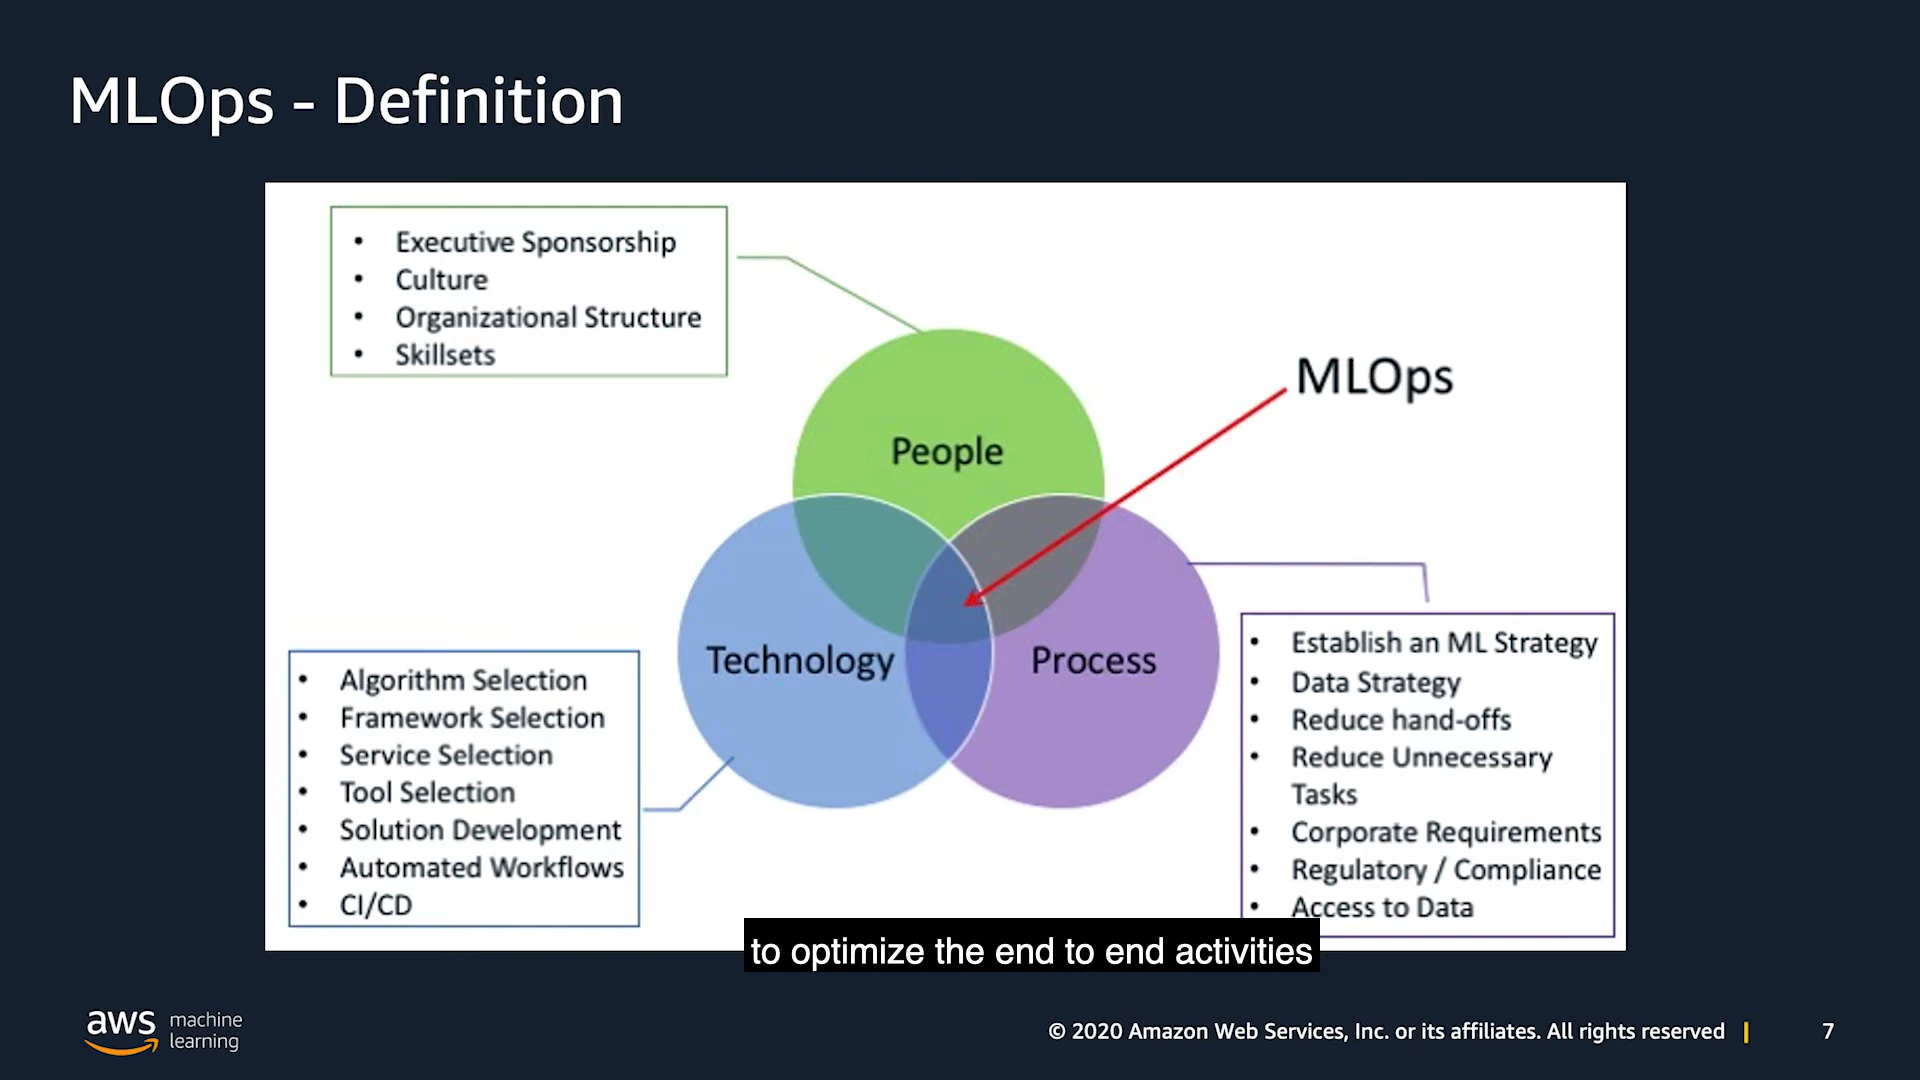 MLOps - Definition
• Executive Sponsorship
• Culture
• Organizational Structure
• Skillsets
MLOps
People
Technology
Process
• Algorithm Selection
• Framework Selection
• Service Selection
• Tool Selection
• Solution Development
• Automated Workflows
• CI/CD
• Establish an ML Strategy
• Data Strategy
• Reduce hand-offs
• Reduce Unnecessary
Tasks
• Corporate Requirements
• Regulatory / Compliance
• Access to Data
to optimize the end to end activities
aws machine
learning
© 2020 Amazon Web Services, Inc. or its affiliates. All rights reserved |
7